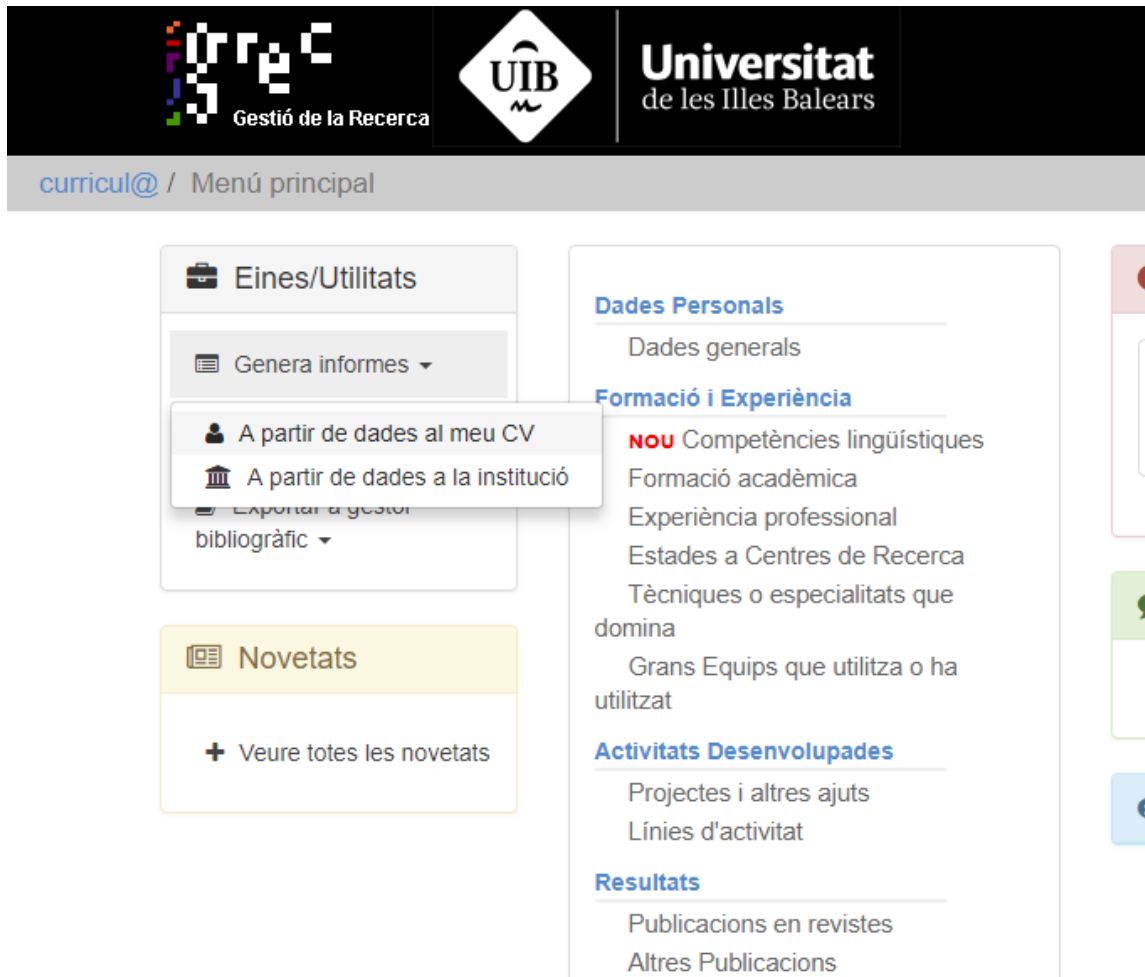 grec
Gestió de la Recerca
UIB
Universitat
de les Illes Balears
curricul@ / Menú principal
Eines/Utilitats
Genera informes
A partir de dades al meu CV
A partir de dades a la institució
Exportar a gestor
bibliogràfic
Novetats
Veure totes les novetats
Dades Personals
Dades generals
Formació i Experiència
NOU Competències lingüístiques
Formació acadèmica
Experiència professional
Estades a Centres de Recerca
Tècniques o especialitats que
domina
Grans Equips que utilitza o ha
utilitzat
Activitats Desenvolupades
Projectes i altres ajuts
Línies d'activitat
Resultats
Publicacions en revistes
Altres Publicacions